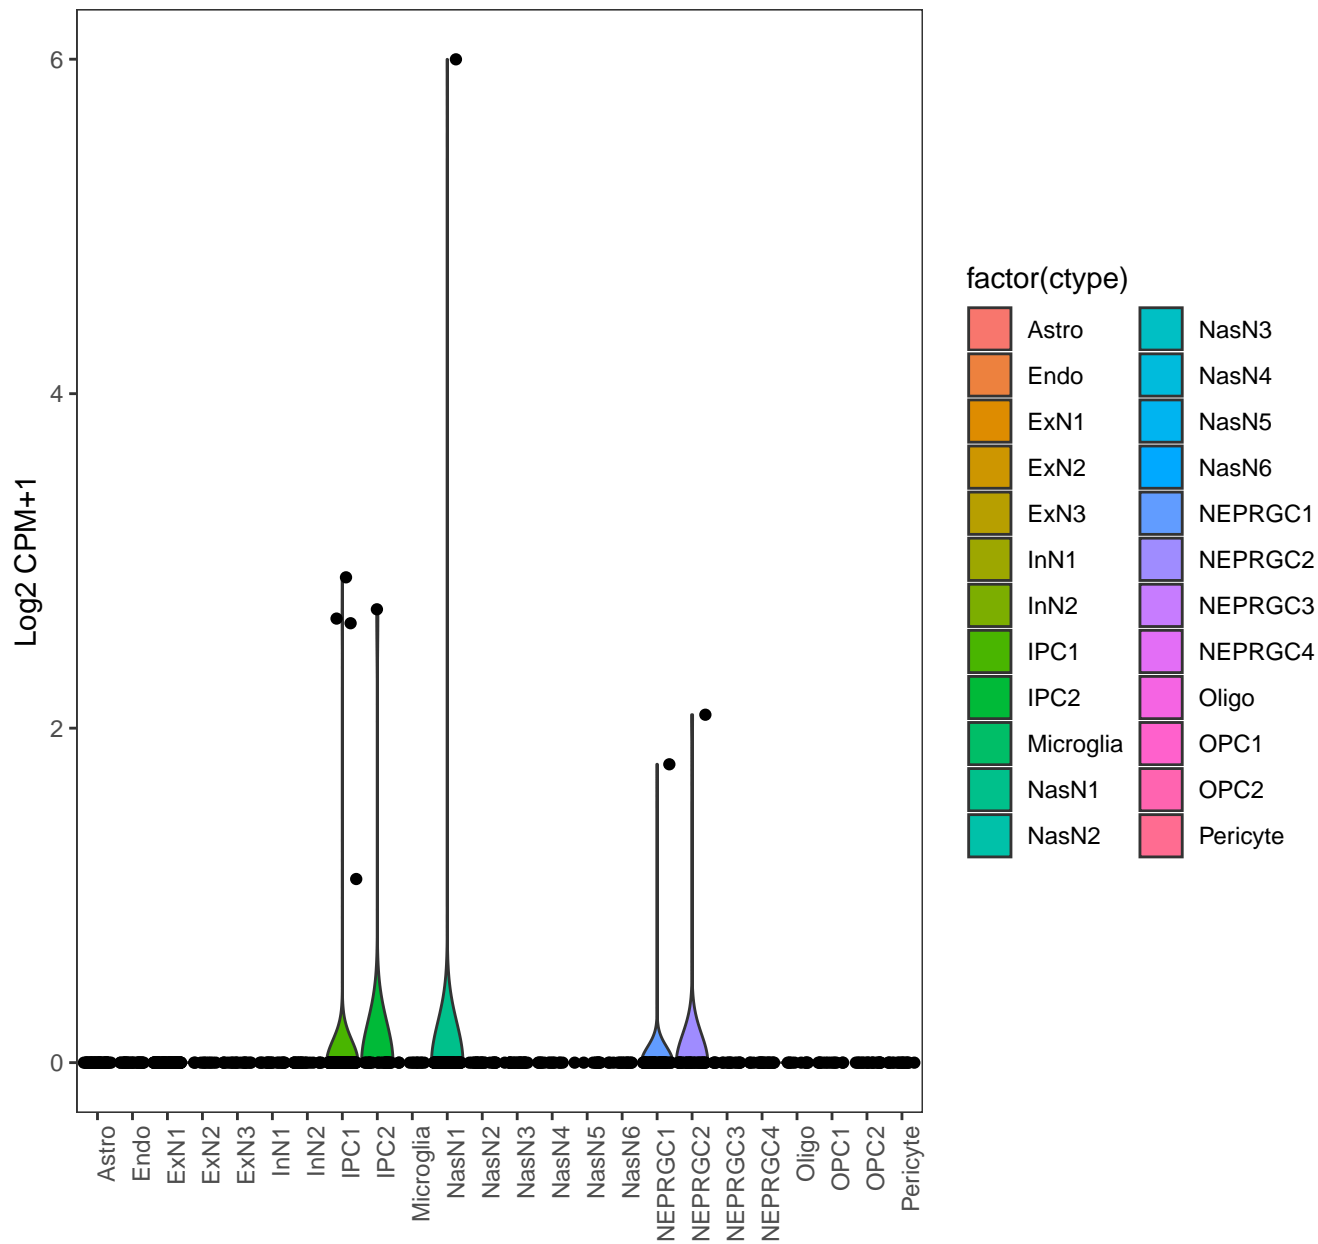 6
4
2
0
Log2 CPM+1
Astro
Endo
ExN1
ExN2
ExN3
InN1
InN2
IPC1
IPC2
Microglia
NasN1
NasN2
NasN3
NasN4
NasN5
NasN6
NEPRGC1
NEPRGC2
NEPRGC3
NEPRGC4
Oligo
OPC1
OPC2
Pericyte
factor(ctype)
Astro
Endo
ExN1
ExN2
ExN3
InN1
InN2
IPC1
IPC2
Microglia
NasN1
NasN2
NasN3
NasN4
NasN5
NasN6
NEPRGC1
NEPRGC2
NEPRGC3
NEPRGC4
Oligo
OPC1
OPC2
Pericyte